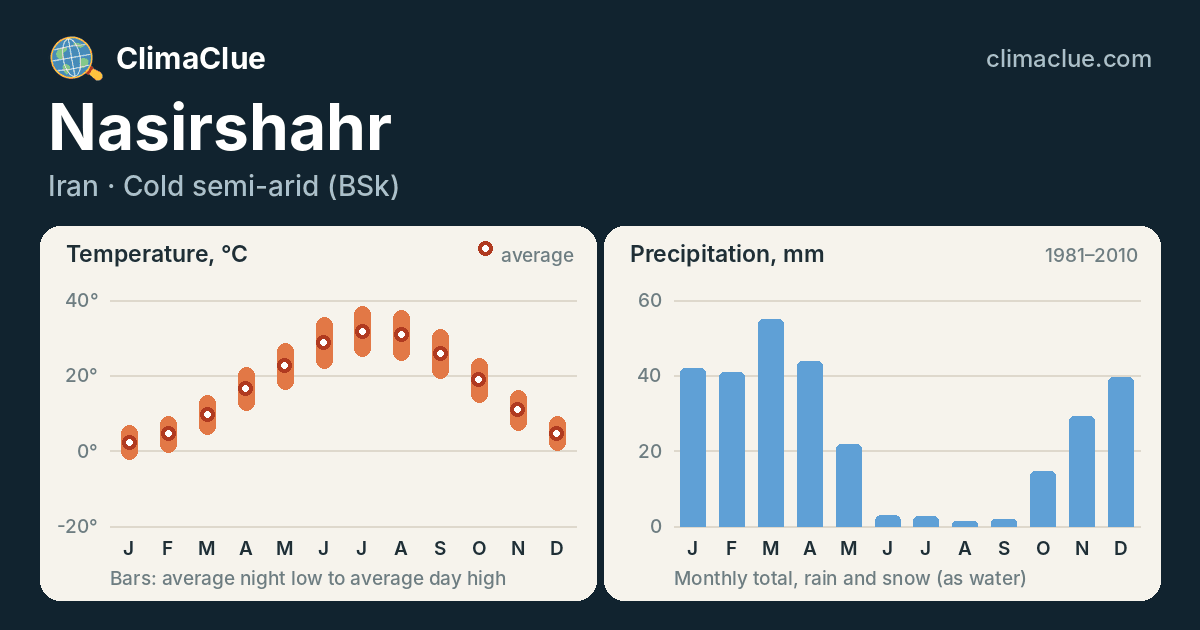 ClimaClue
climaclue.com
Nasirshahr
Iran · Cold semi-arid (BSk)
Temperature, °C
average
40°
20°
0°
-20°
J F M A M J J A S O N D
Bars: average night low to average day high
Precipitation, mm
1981–2010
60
40
20
0
J F M A M J J A S O N D
Monthly total, rain and snow (as water)